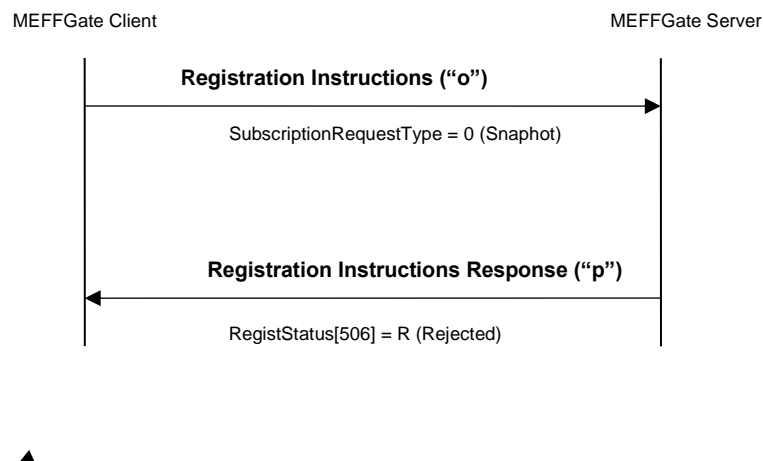 MEFFGate Client
MEFFGate Server
Registration Instructions (“o”)
SubscriptionRequestType = 0 (Snaphot)
Registration Instructions Response (“p”)
RegistStatus[506] = R (Rejected)